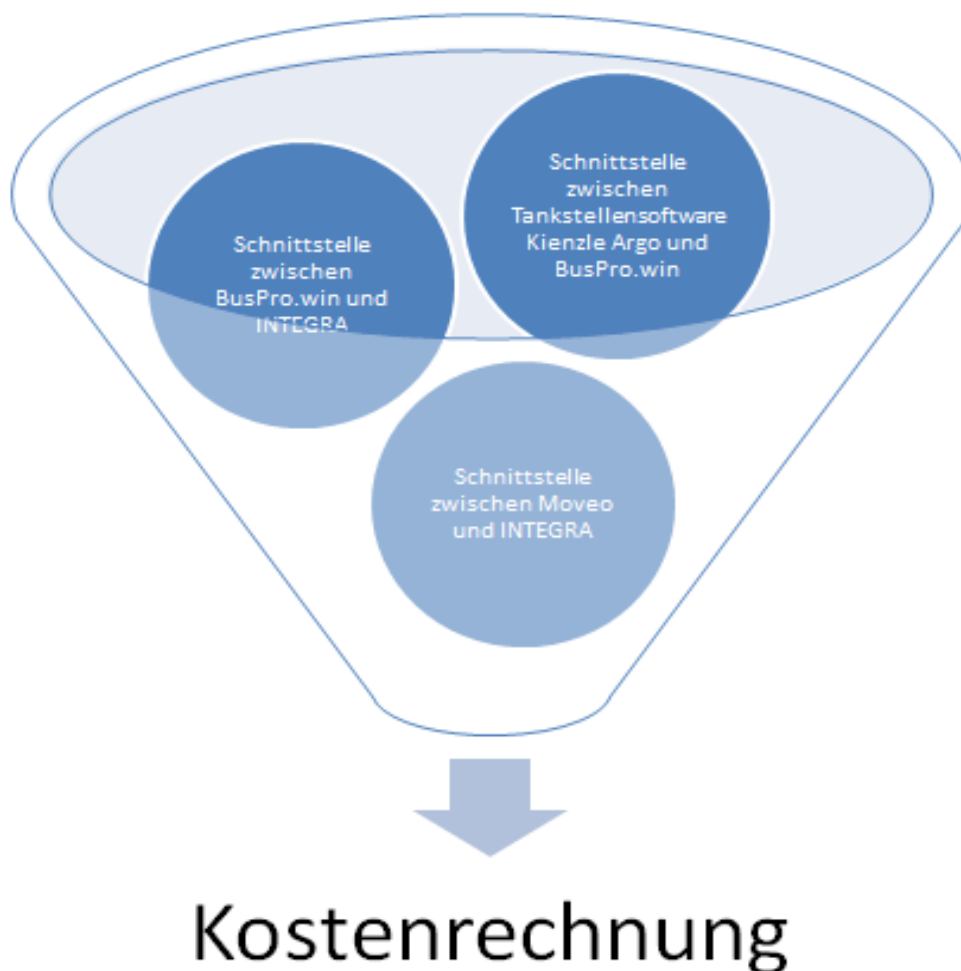 Schnittstelle
zwischen
Tankstellensoftware
Kienzle Argo und
BusPro.win
Schnittstelle
zwischen
BusPro.win und
INTEGRA
Schnittstelle
zwischen Moveo
und INTEGRA
Kostenrechnung